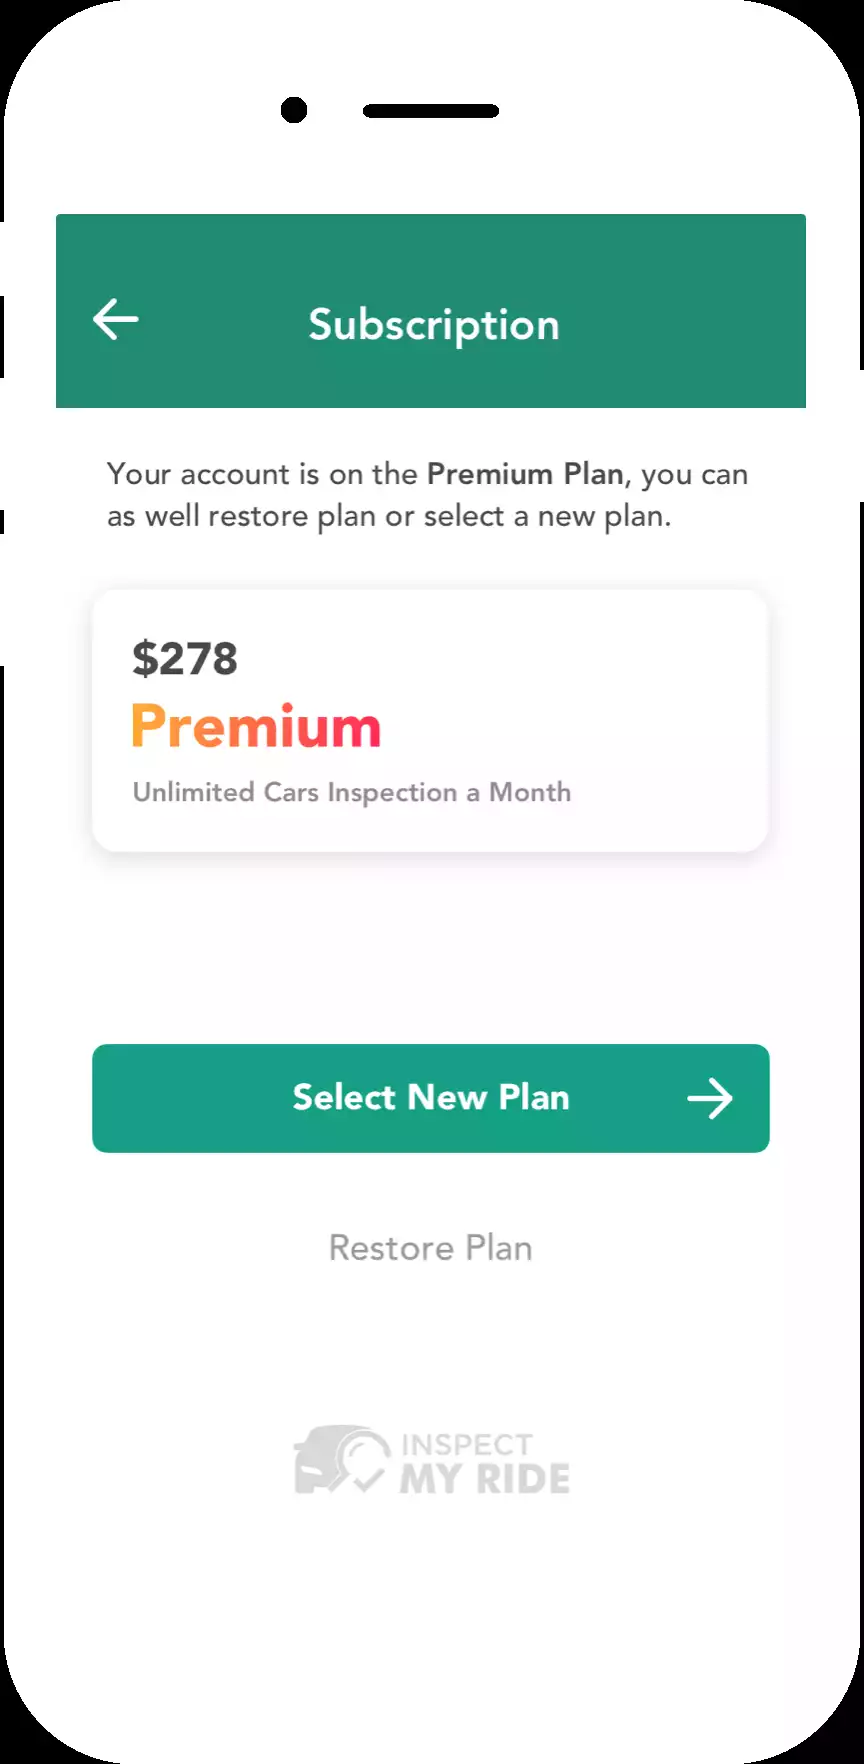 Subscription
Your account is on the Premium Plan, you can
as well restore plan or select a new plan.
$278
Premium
Unlimited Cars Inspection a Month
Select New Plan
Restore Plan
INSPECT
MY RIDE